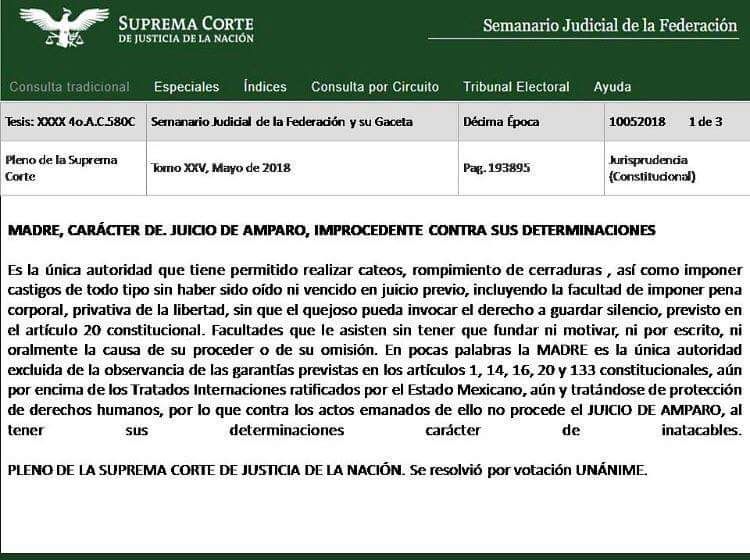 SUPREMA CORTE
DE JUSTICIA DE LA NACIÓN
Semanario Judicial de la Federación
Consulta tradicional Especiales Índices Consulta por Circuito Tribunal Electoral Ayuda
Tesis: XXXX 4o.A.C.580C Semanario Judicial de la Federación y su Gaceta Décima Época 10052018 1 de 3
Pleno de la Suprema
Corte
Tomo XXV, Mayo de 2018
Pag. 193895
Jurisprudencia
(Constitucional)
MADRE, CARÁCTER DE. JUICIO DE AMPARO, IMPROCEDENTE CONTRA SUS DETERMINACIONES
Es la única autoridad que tiene permitido realizar cateos, rompimiento de cerraduras , así como imponer
castigos de todo tipo sin haber sido oído ni vencido en juicio previo, incluyendo la facultad de imponer pena
corporal, privativa de la libertad, sin que el quejoso pueda invocar el derecho a guardar silencio, previsto en
el artículo 20 constitucional. Facultades que le asisten sin tener que fundar ni motivar, ni por escrito, ni
oralmente la causa de su proceder o de su omisión. En pocas palabras la MADRE es la única autoridad
excluida de la observancia de las garantías previstas en los artículos 1, 14, 16, 20 y 133 constitucionales, aún
por encima de los Tratados Internaciones ratificados por el Estado Mexicano, aún y tratándose de protección
de derechos humanos, por lo que contra los actos emanados de ello no procede el JUICIO DE AMPARO, al
tener sus determinaciones carácter de inatacables.
PLENO DE LA SUPREMA CORTE DE JUSTICIA DE LA NACIÓN. Se resolvió por votación UNÁNIME.